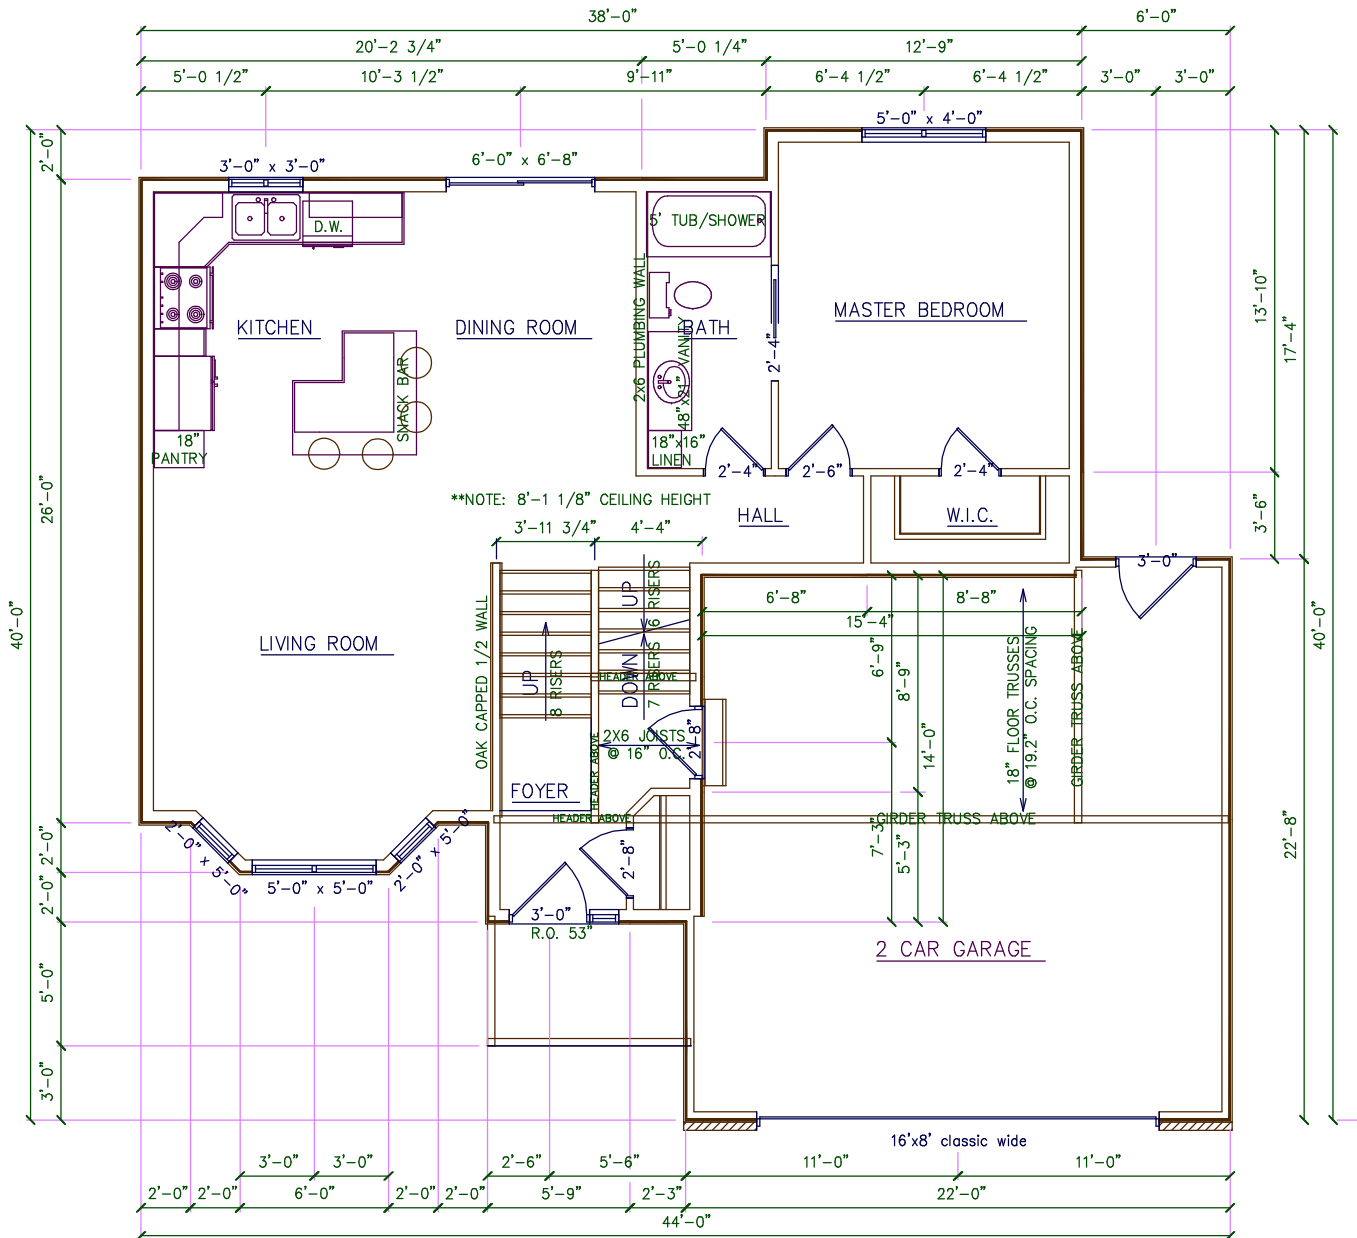 38'-0"
6'-0"
20'-2 3/4"
5'-0 1/4"
12'-9"
5'-0 1/2"
10'-3 1/2"
9'-11"
6'-4 1/2"
6'-4 1/2"
3'-0"
3'-0"
5'-0" x 4'-0"
2'-0"
3'-0" x 3'-0"
6'-0" x 6'-8"
D.W.
5' TUB/SHOWER
2x6 PLUMBING WALL
KITCHEN
DINING ROOM
BATH
MASTER BEDROOM
13'-10"
17'-4"
2'-4"
48"x21" VANITY
SNACK BAR
18"
PANTRY
18"x16"
LINEN
2'-4"
2'-6"
2'-4"
26'-0"
**NOTE: 8'-1 1/8" CEILING HEIGHT
HALL
W.I.C.
3'-6"
3'-11 3/4"
4'-4"
3'-0"
40'-0"
UP
6 RISERS
6'-8"
8'-8"
15'-4"
40'-0"
LIVING ROOM
OAK CAPPED 1/2 WALL
UP
8 RISERS
DOWN
7 RISERS
HEADER ABOVE
6'-9"
8'-9"
14'-0"
18" FLOOR TRUSSES
@ 19.2" O.C. SPACING
GIRDER TRUSS ABOVE
2X6 JOISTS
@ 16" O.C.
2'-8"
HEADER ABOVE
FOYER
HEADER ABOVE
GIRDER TRUSS ABOVE
7'-3"
5'-3"
22'-8"
2'-0"
2'-0" x 5'-0"
5'-0" x 5'-0"
2'-0" x 5'-0"
2'-8"
2'-0"
3'-0"
R.O. 53"
2 CAR GARAGE
5'-0"
3'-0"
16'x8' classic wide
3'-0"
3'-0"
2'-6"
5'-6"
11'-0"
11'-0"
2'-0"
2'-0"
6'-0"
2'-0"
2'-0"
5'-9"
2'-3"
22'-0"
44'-0"